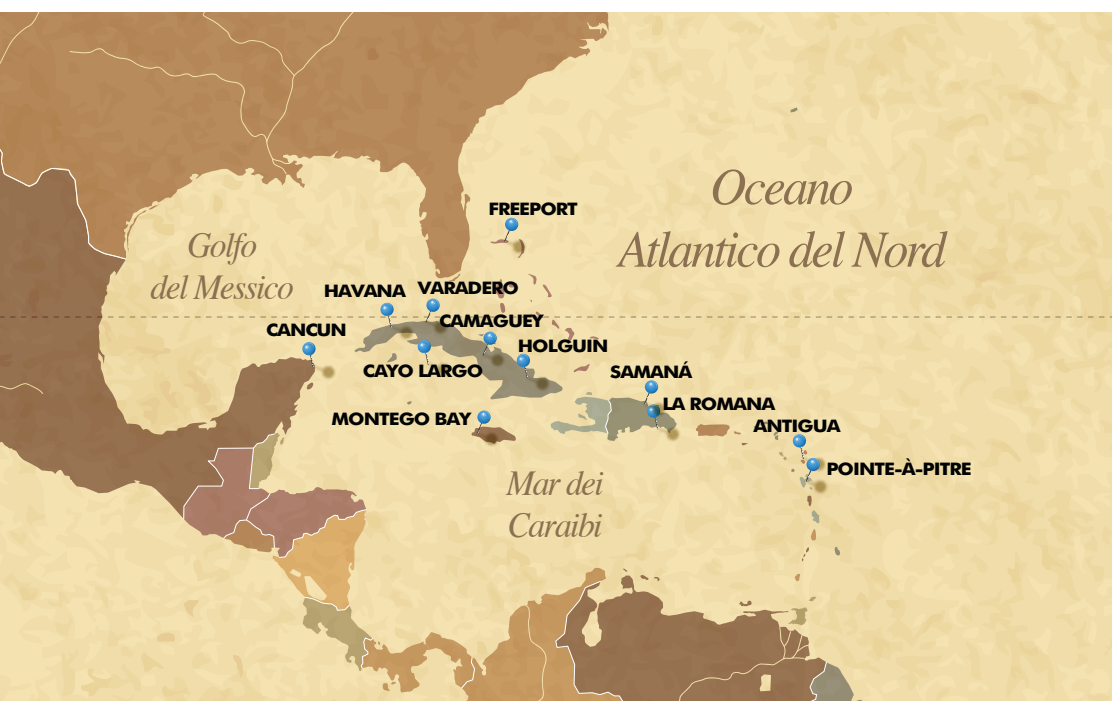 Oceano
Atlantico del Nord
FREEPORT
Golfo
del Messico
HAVANA
VARADERO
CAMAGUEY
CANCUN
HOLGUIN
CAYO LARGO
SAMANÁ
LA ROMANA
MONTEGO BAY
ANTIGUA
POINTE-À-PITRE
Mar dei
Caraibi